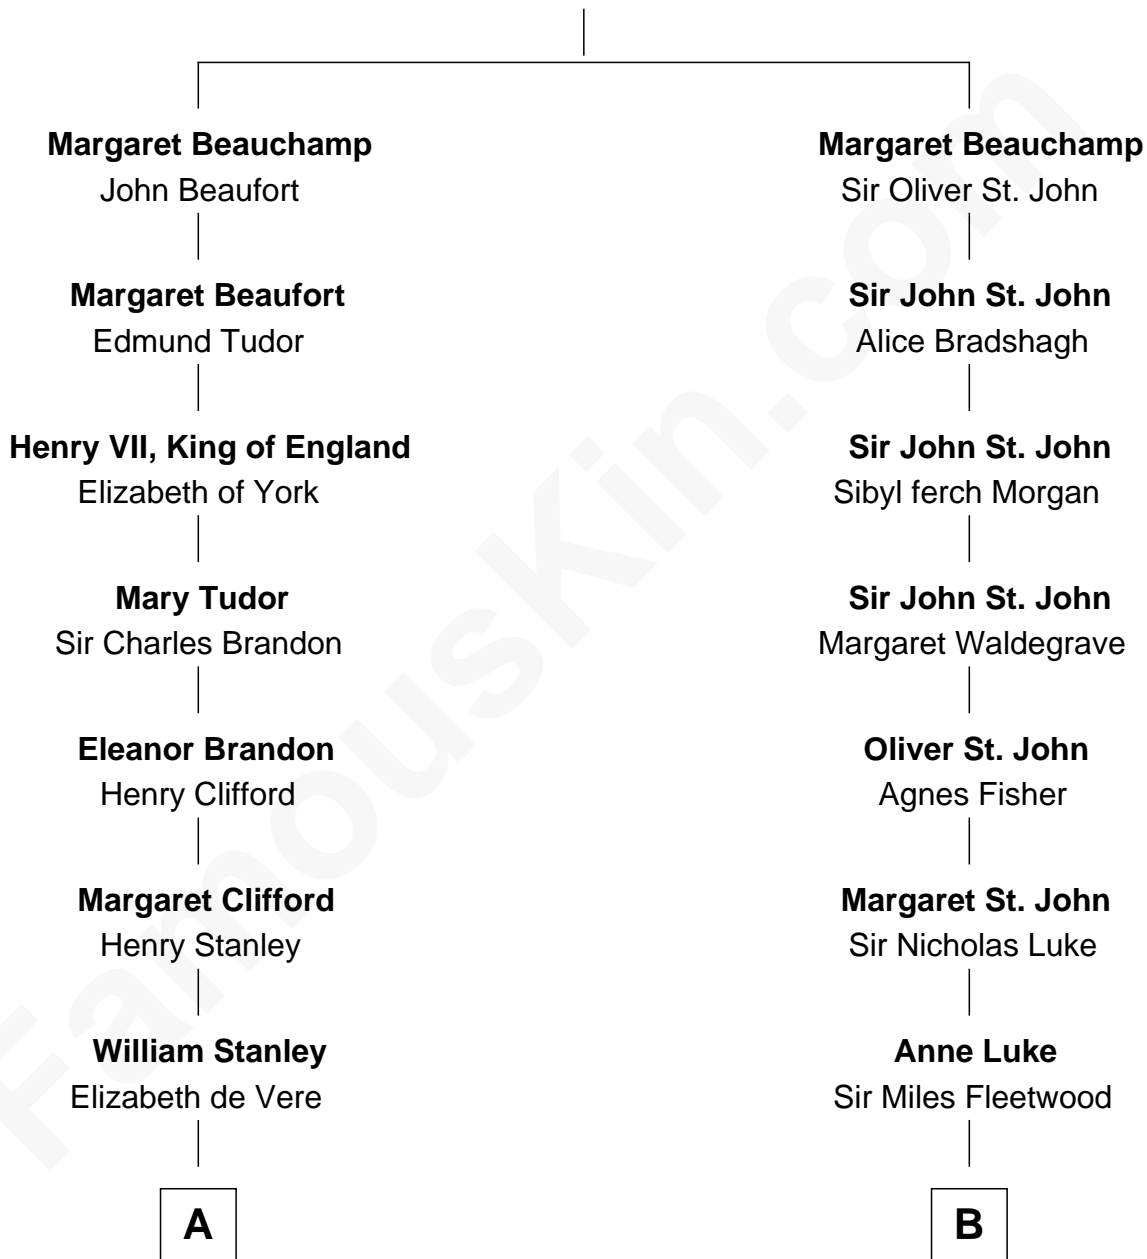 Margaret Beauchamp
John Beaufort
Margaret Beaufort
Edmund Tudor
Henry VII, King of England
Elizabeth of York
Mary Tudor
Sir Charles Brandon
Eleanor Brandon
Henry Clifford
Margaret Clifford
Henry Stanley
William Stanley
Elizabeth de Vere
A
Margaret Beauchamp
Sir Oliver St. John
Sir John St. John
Alice Bradshagh
Sir John St. John
Sibyl ferch Morgan
Sir John St. John
Margaret Waldegrave
Oliver St. John
Agnes Fisher
Margaret St. John
Sir Nicholas Luke
Anne Luke
Sir Miles Fleetwood
B
FamousKin.com